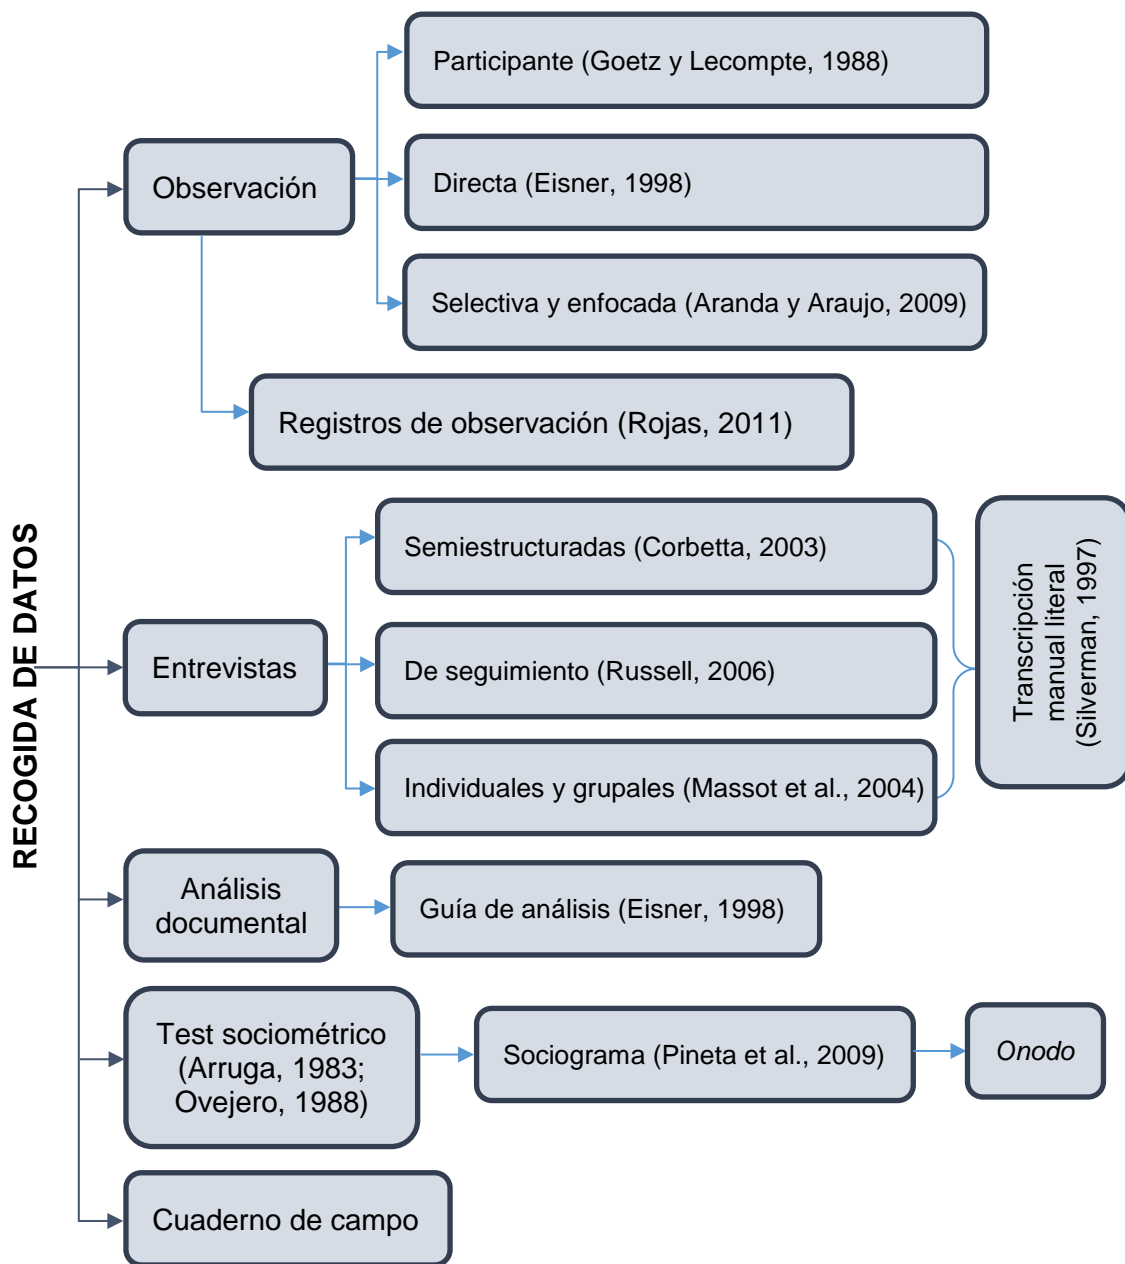 RECOGIDA DE DATOS
Observación
Participante (Goetz y Lecompte, 1988)
Directa (Eisner, 1998)
Selectiva y enfocada (Aranda y Araujo, 2009)
Registros de observación (Rojas, 2011)
Entrevistas
Semiestructuradas (Corbetta, 2003)
De seguimiento (Russell, 2006)
Individuales y grupales (Massot et al., 2004)
Transcripción
manual literal
(Silverman, 1997)
Análisis
documental
Guía de análisis (Eisner, 1998)
Test sociométrico
(Arruga, 1983;
Ovejero, 1988)
Sociograma (Pineta et al., 2009)
Onodo
Cuaderno de campo